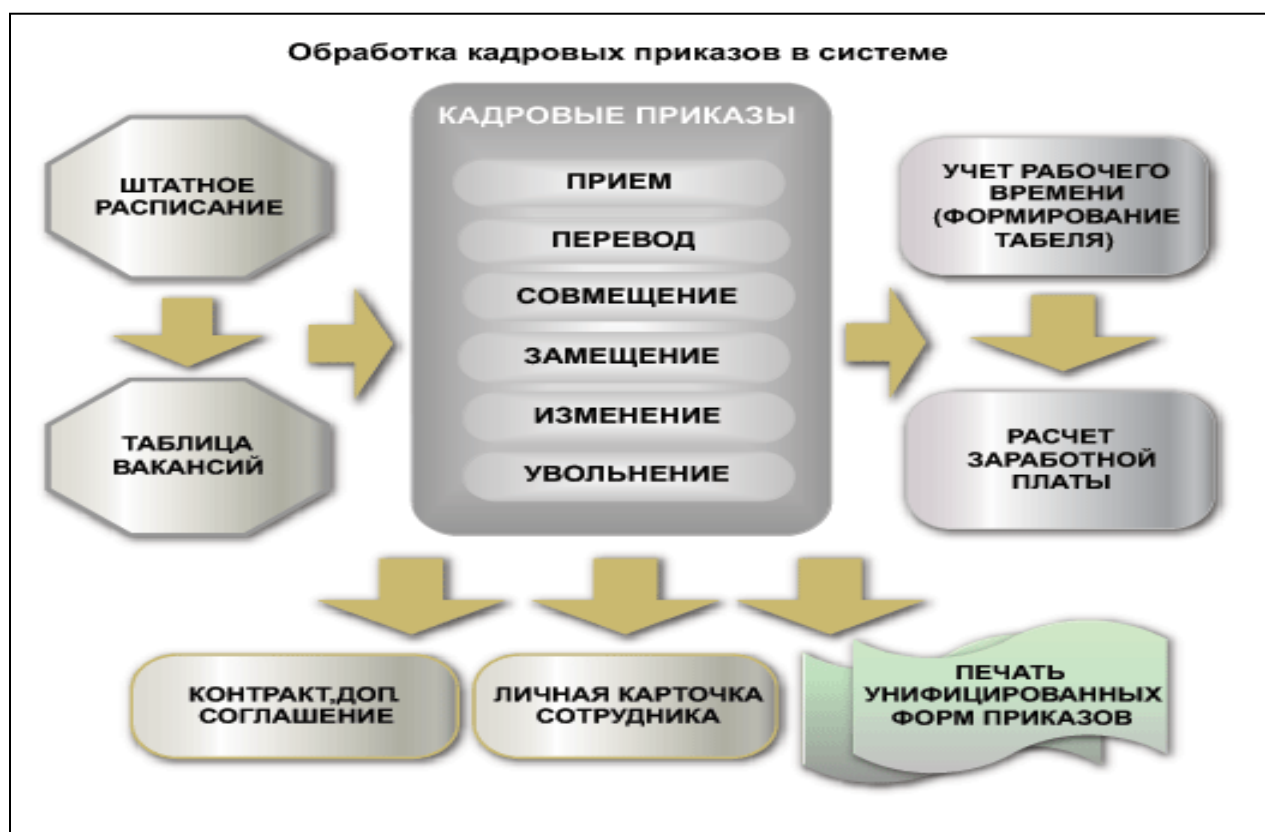 Обработка кадровых приказов в системе
ШТАТНОЕ
РАСПИСАНИЕ
ТАБЛИЦА
ВАКАНСИЙ
КАДРОВЫЕ ПРИКАЗЫ
ПРИЕМ
ПЕРЕВОД
СОВМЕЩЕНИЕ
ЗАМЕЩЕНИЕ
ИЗМЕНЕНИЕ
УВОЛЬНЕНИЕ
УЧЕТ РАБОЧЕГО
ВРЕМЕНИ
(ФОРМИРОВАНИЕ
ТАБЕЛЯ)
РАСЧЕТ
ЗАРАБОТНОЙ
ПЛАТЫ
КОНТРАКТ,ДОП.
СОГЛАШЕНИЕ
ЛИЧНАЯ КАРТОЧКА
СОТРУДНИКА
ПЕЧАТЬ
УНИФИЦИРОВАННЫХ
ФОРМ ПРИКАЗОВ